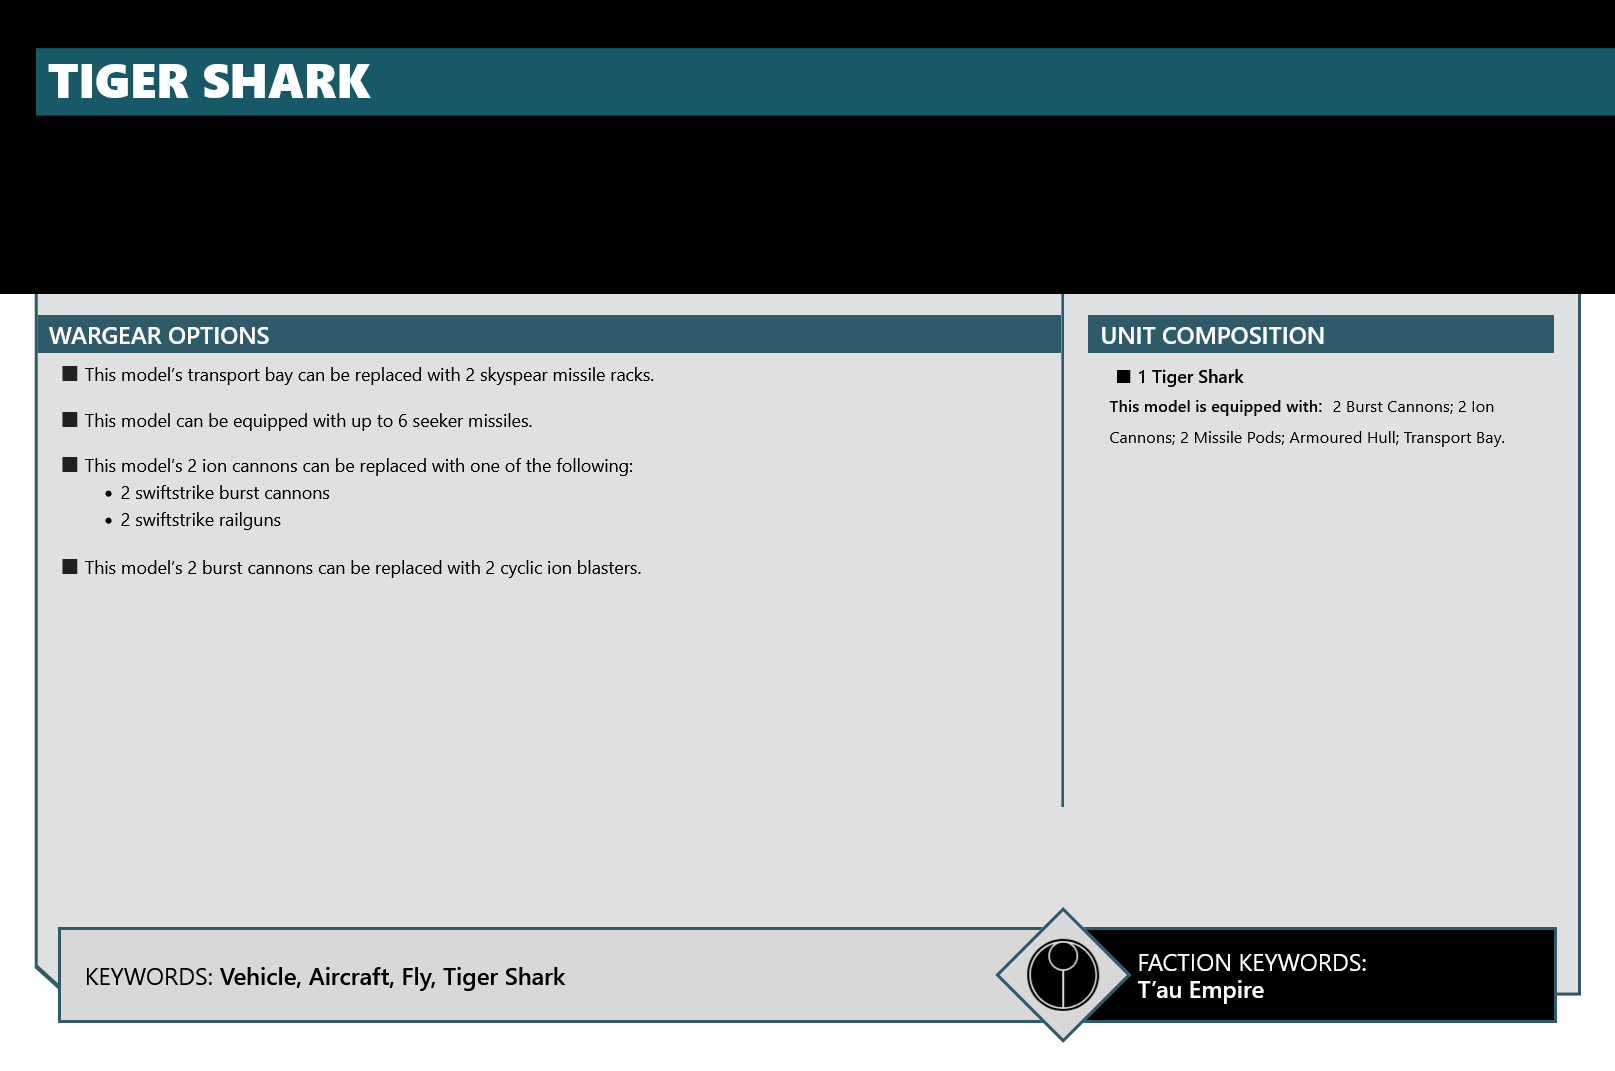 TIGER SHARK
WARGEAR OPTIONS
■ This model's transport bay can be replaced with 2 skyspear missile racks.
■ This model can be equipped with up to 6 seeker missiles.
■ This model's 2 ion cannons can be replaced with one of the following:
• 2 swiftstrike burst cannons
• 2 swiftstrike railguns
■ This model's 2 burst cannons can be replaced with 2 cyclic ion blasters.
UNIT COMPOSITION
■ 1 Tiger Shark
This model is equipped with: 2 Burst Cannons; 2 Ion
Cannons; 2 Missile Pods; Armoured Hull; Transport Bay.
KEYWORDS: Vehicle, Aircraft, Fly, Tiger Shark
FACTION KEYWORDS:
T'au Empire